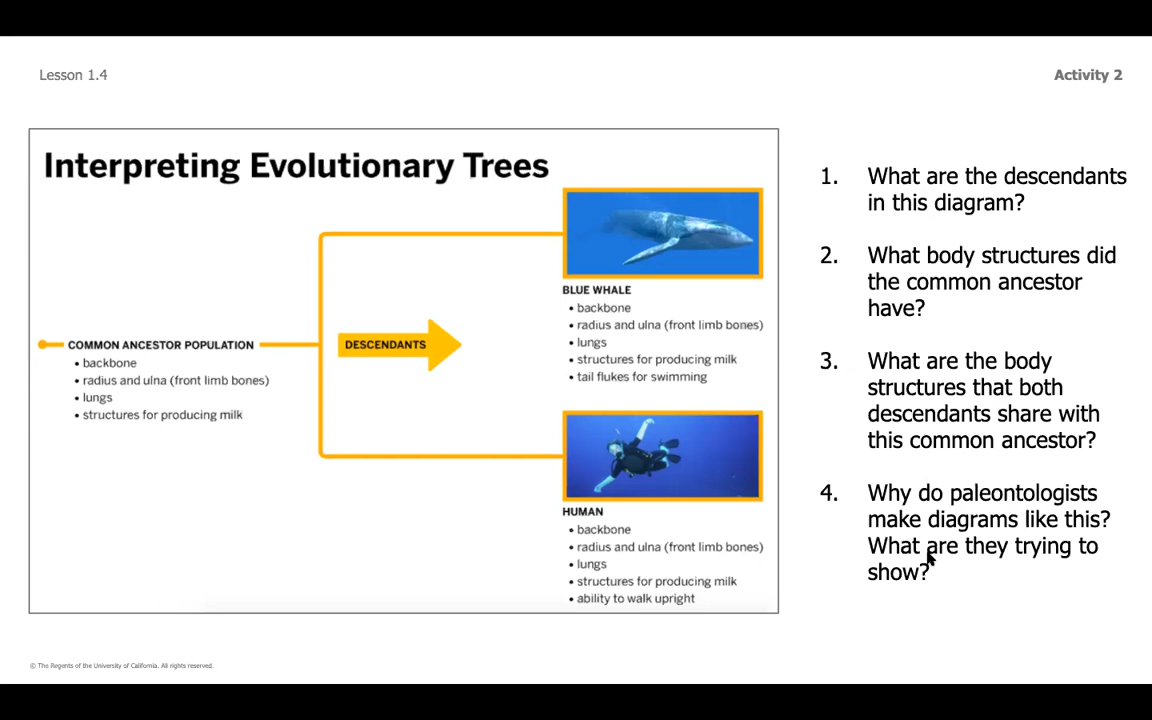 Lesson 1.4
Activity 2
Interpreting Evolutionary Trees
COMMON ANCESTOR POPULATION
• backbone
• radius and ulna (front limb bones)
• lungs
• structures for producing milk
DESCENDANTS
BLUE WHALE
• backbone
• radius and ulna (front limb bones)
• lungs
• structures for producing milk
• tail flukes for swimming
HUMAN
• backbone
• radius and ulna (front limb bones)
• lungs
• structures for producing milk
• ability to walk upright
1. What are the descendants
in this diagram?
2. What body structures did
the common ancestor
have?
3. What are the body
structures that both
descendants share with
this common ancestor?
4. Why do paleontologists
make diagrams like this?
What are they trying to
show?
© The Regents of the University of California. All rights reserved.